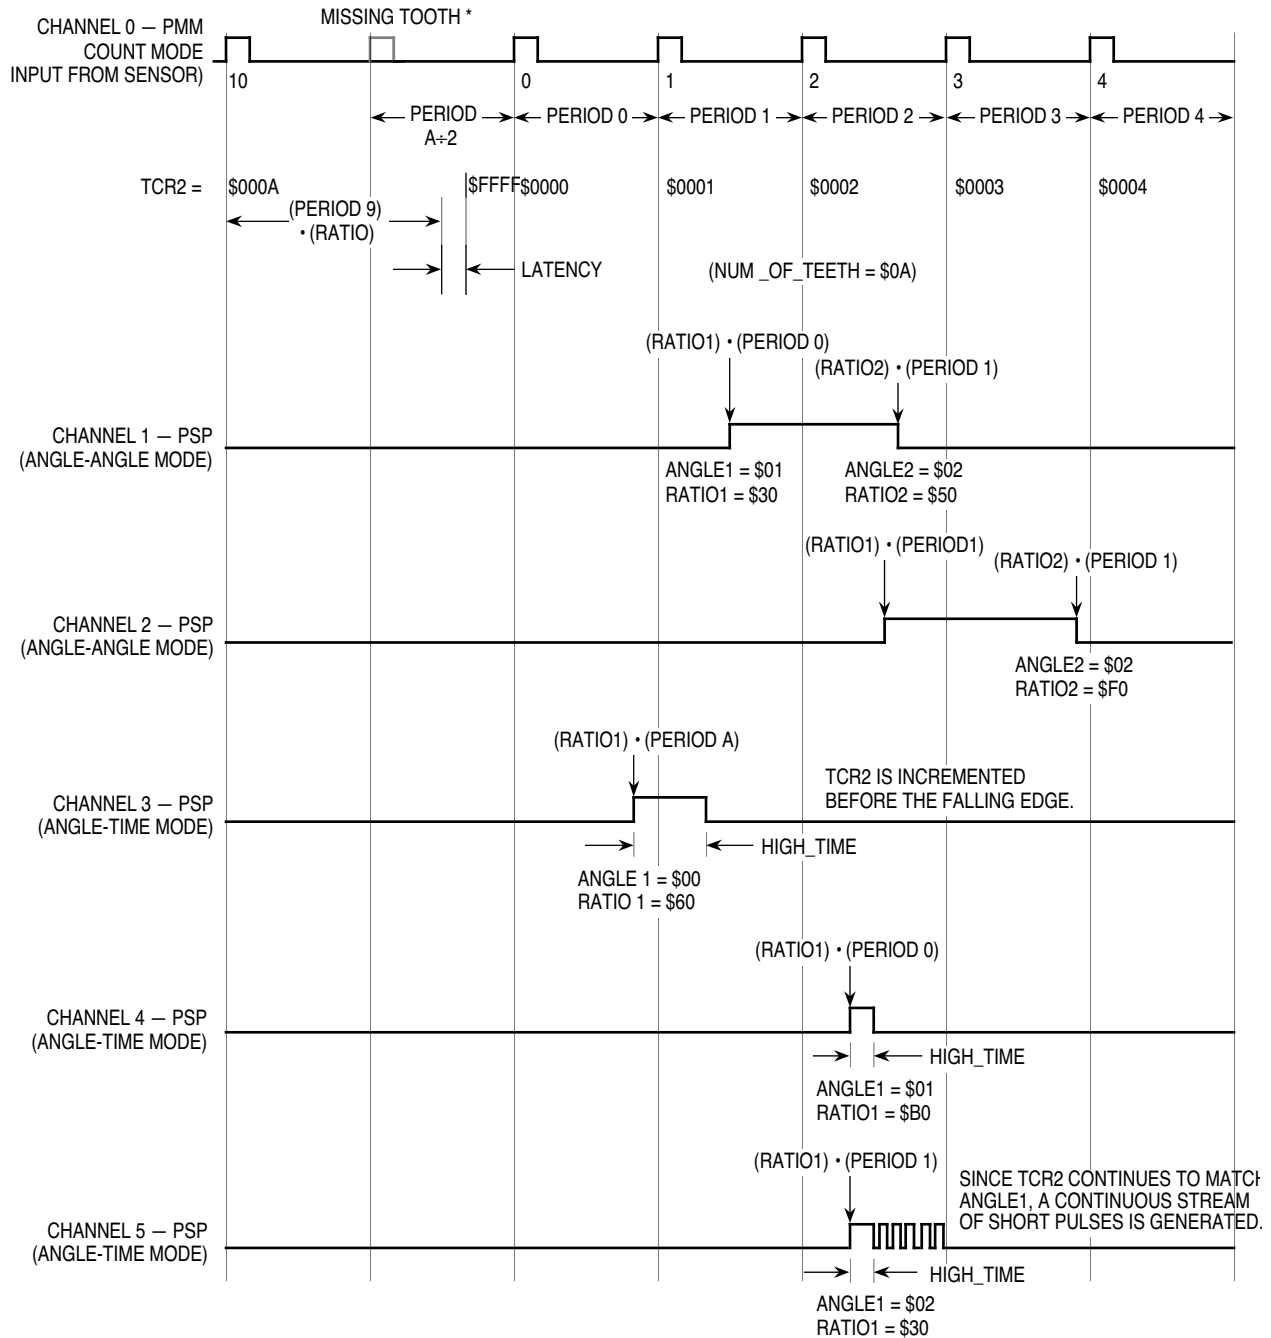 MISSING TOOTH *
CHANNEL 0 — PMM
COUNT MODE
INPUT FROM SENSOR)
10
0
1
2
3
4
PERIOD
A÷2
PERIOD 0
PERIOD 1
PERIOD 2
PERIOD 3
PERIOD 4
TCR2 =
$000A
$FFFF
$0000
$0001
$0002
$0003
$0004
(PERIOD 9)
• (RATIO)
LATENCY
(NUM _OF_TEETH = $0A)
(RATIO1) • (PERIOD 0)
(RATIO2) • (PERIOD 1)
CHANNEL 1 — PSP
(ANGLE-ANGLE MODE)
ANGLE1 = $01
RATIO1 = $30
ANGLE2 = $02
RATIO2 = $50
(RATIO1) • (PERIOD1)
(RATIO2) • (PERIOD 1)
CHANNEL 2 — PSP
(ANGLE-ANGLE MODE)
ANGLE2 = $02
RATIO2 = $F0
(RATIO1) • (PERIOD A)
TCR2 IS INCREMENTED
BEFORE THE FALLING EDGE.
CHANNEL 3 — PSP
(ANGLE-TIME MODE)
HIGH_TIME
ANGLE 1 = $00
RATIO 1 = $60
(RATIO1) • (PERIOD 0)
CHANNEL 4 — PSP
(ANGLE-TIME MODE)
HIGH_TIME
ANGLE1 = $01
RATIO1 = $B0
(RATIO1) • (PERIOD 1)
SINCE TCR2 CONTINUES TO MATCH
ANGLE1, A CONTINUOUS STREAM
OF SHORT PULSES IS GENERATED.
CHANNEL 5 — PSP
(ANGLE-TIME MODE)
HIGH_TIME
ANGLE1 = $02
RATIO1 = $30